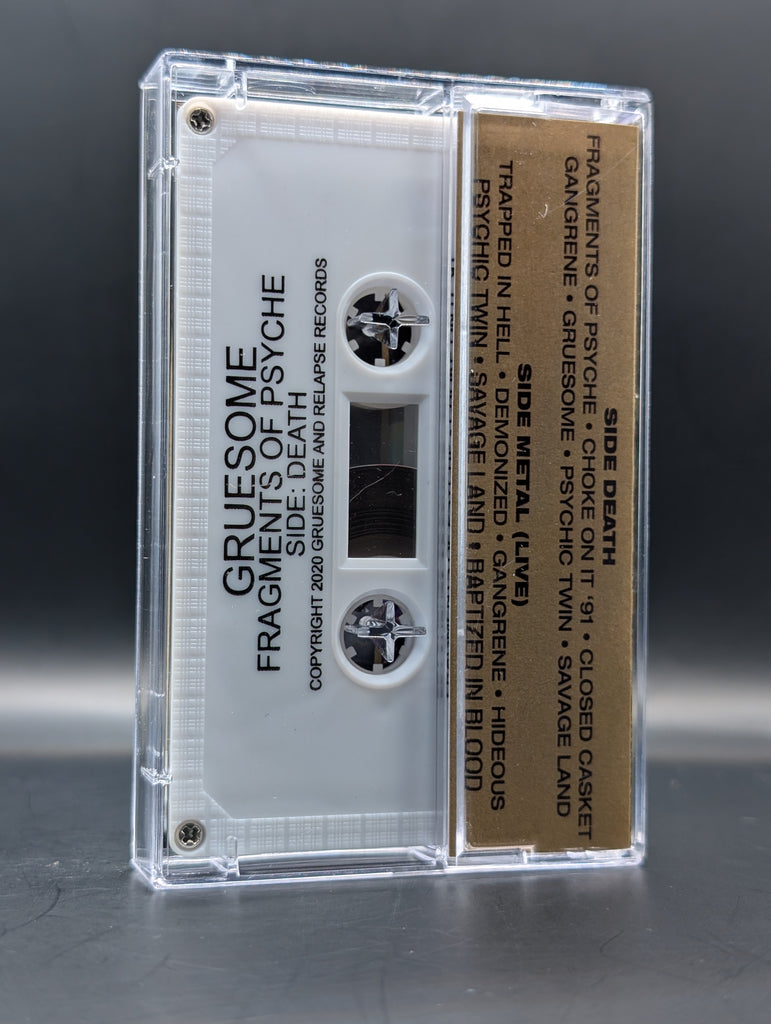 GRUESOME
FRAGMENTS OF PSYCHE
SIDE: DEATH
COPYRIGHT 2020 GRUESOME AND RELAPSE RECORDS
SIDE DEATH
FRAGMENTS OF PSYCHE • CHOKE ON IT '91 • CLOSED CASKET
GANGRENE • GRUESOME • PSYCHIC TWIN • SAVAGE LAND
SIDE METAL (LIVE)
TRAPPED IN HELL • DEMONIZED • GANGRENE • HIDEOUS
PSYCHIC TWIN • SAVAGE LAND • BAPTIZED IN BLOOD